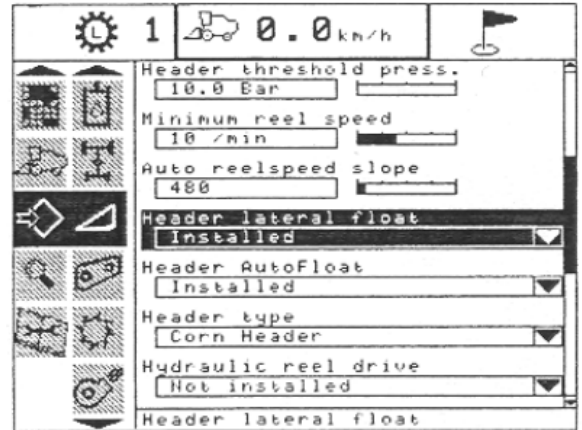 L 1 0.0 km/h
Header threshold press.
10.0 Bar
Minimum reel speed
10 /min
Auto reelspeed slope
480
Header lateral float
Installed
Header AutoFloat
Installed
Header type
Corn Header
Hydraulic reel drive
Not installed
Header lateral float